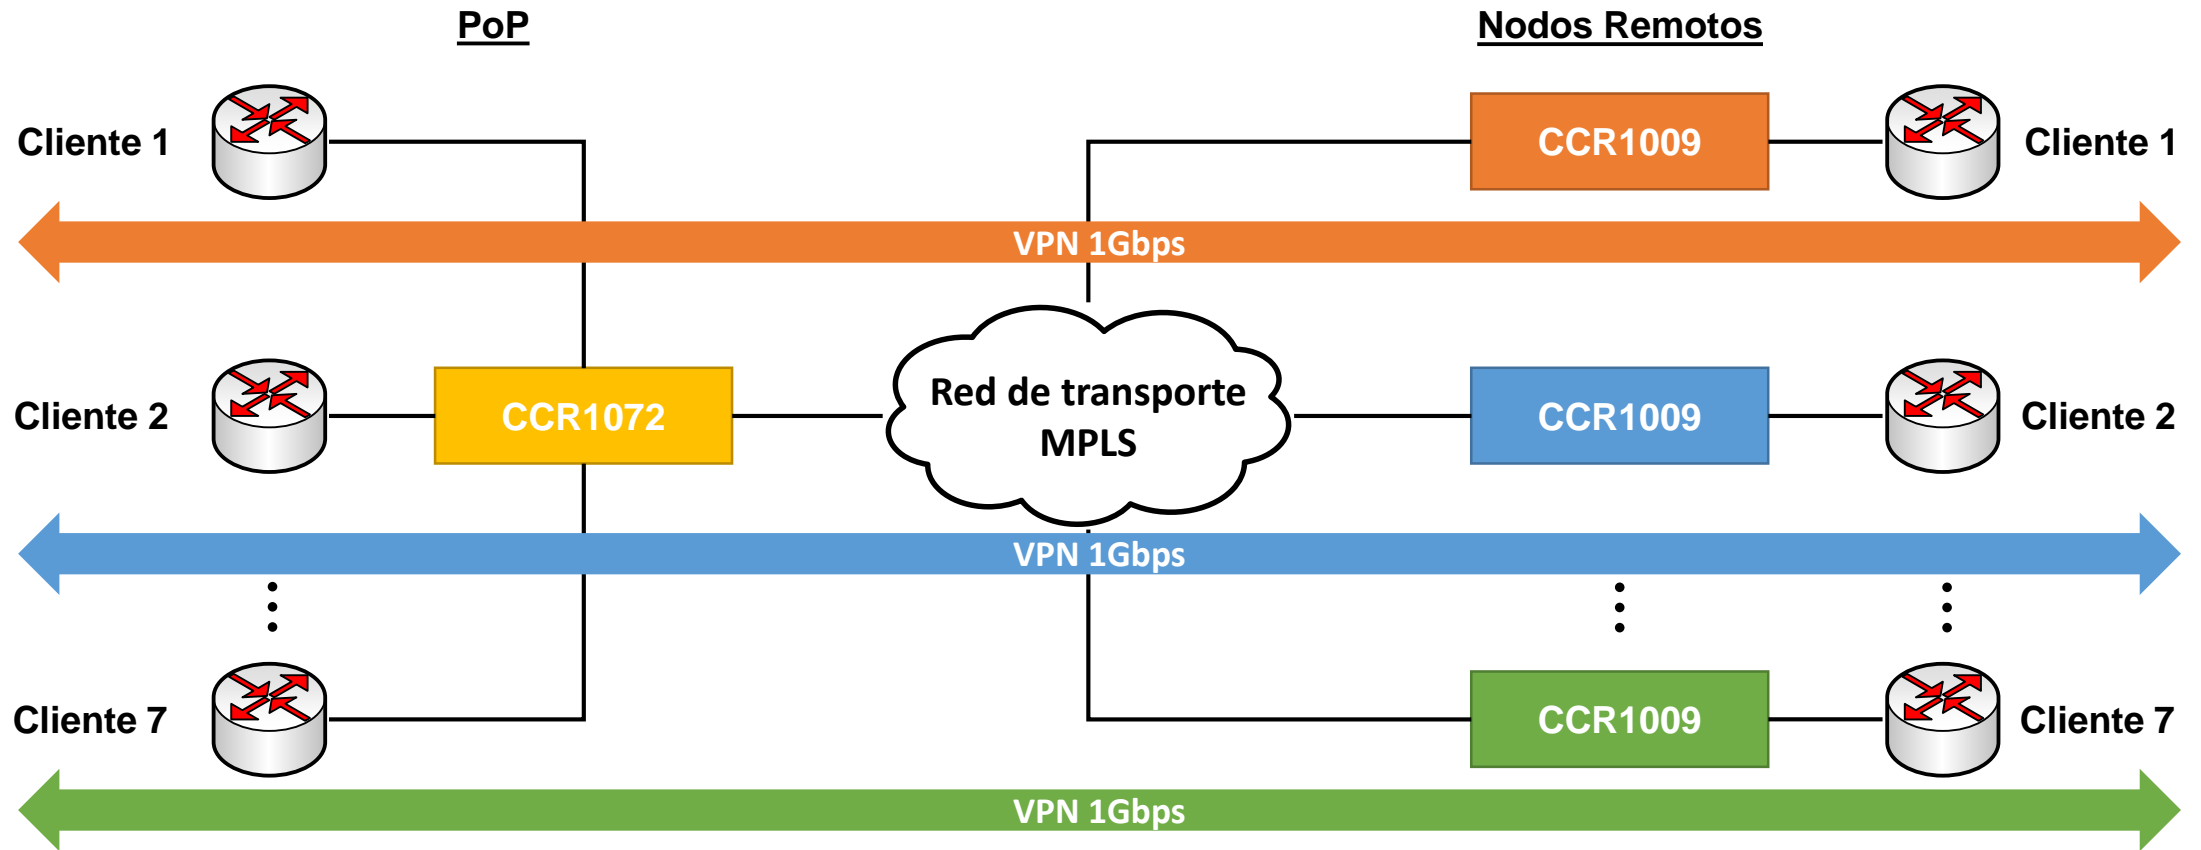 PoP
Nodos Remotos
Cliente 1
CCR1009
Cliente 1
VPN 1Gbps
Cliente 2
CCR1072
Red de transporte
MPLS
CCR1009
Cliente 2
VPN 1Gbps
Cliente 7
CCR1009
Cliente 7
VPN 1Gbps